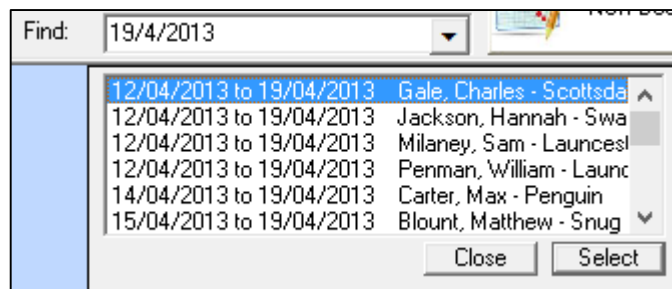 Find: 19/4/2013
12/04/2013 to 19/04/2013 Gale, Charles - Scottsda
12/04/2013 to 19/04/2013 Jackson, Hannah - Swa
12/04/2013 to 19/04/2013 Milaney, Sam - Launces
12/04/2013 to 19/04/2013 Penman, William - Launc
14/04/2013 to 19/04/2013 Carter, Max - Penguin
15/04/2013 to 19/04/2013 Blount, Matthew - Snug
Close Select